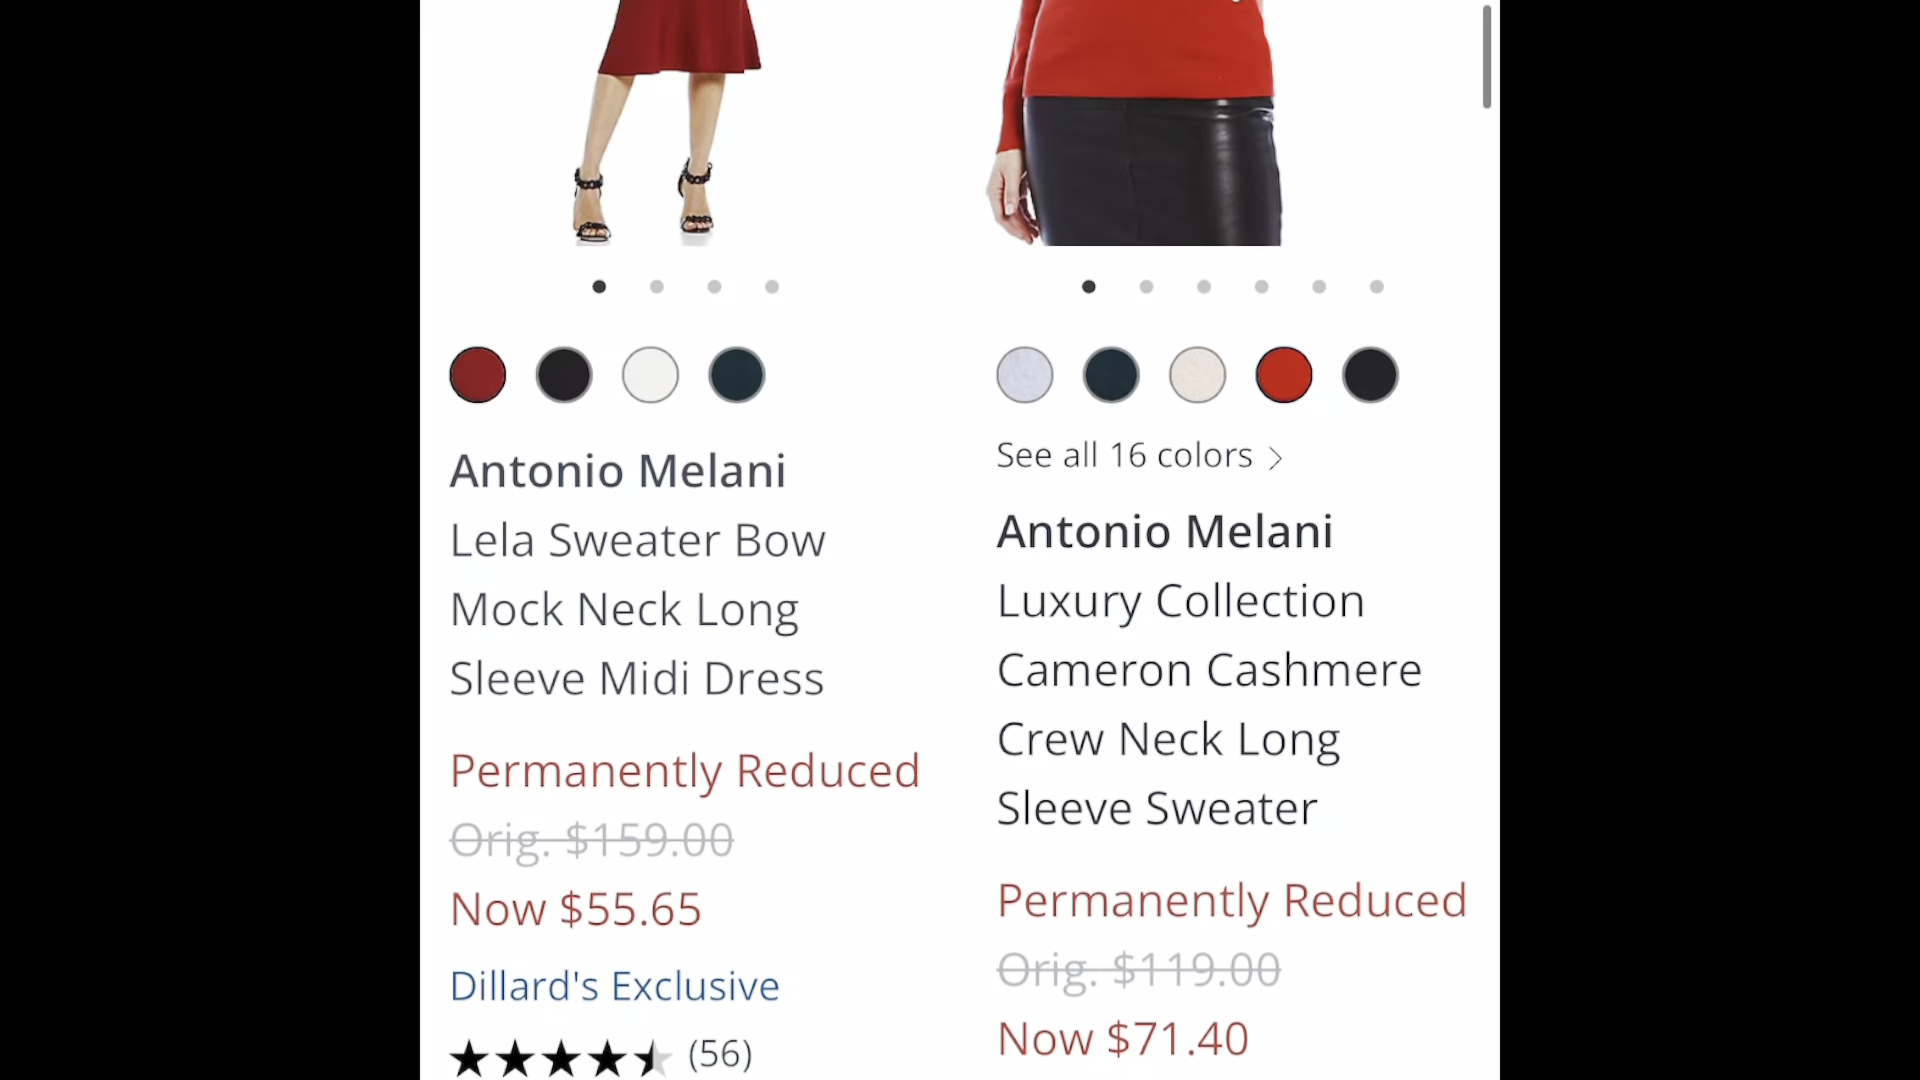 Antonio Melani
Lela Sweater Bow
Mock Neck Long
Sleeve Midi Dress
Permanently Reduced
Orig. $159.00
Now $55.65
Dillard's Exclusive
(56)
See all 16 colors
Antonio Melani
Luxury Collection
Cameron Cashmere
Crew Neck Long
Sleeve Sweater
Permanently Reduced
Orig. $119.00
Now $71.40